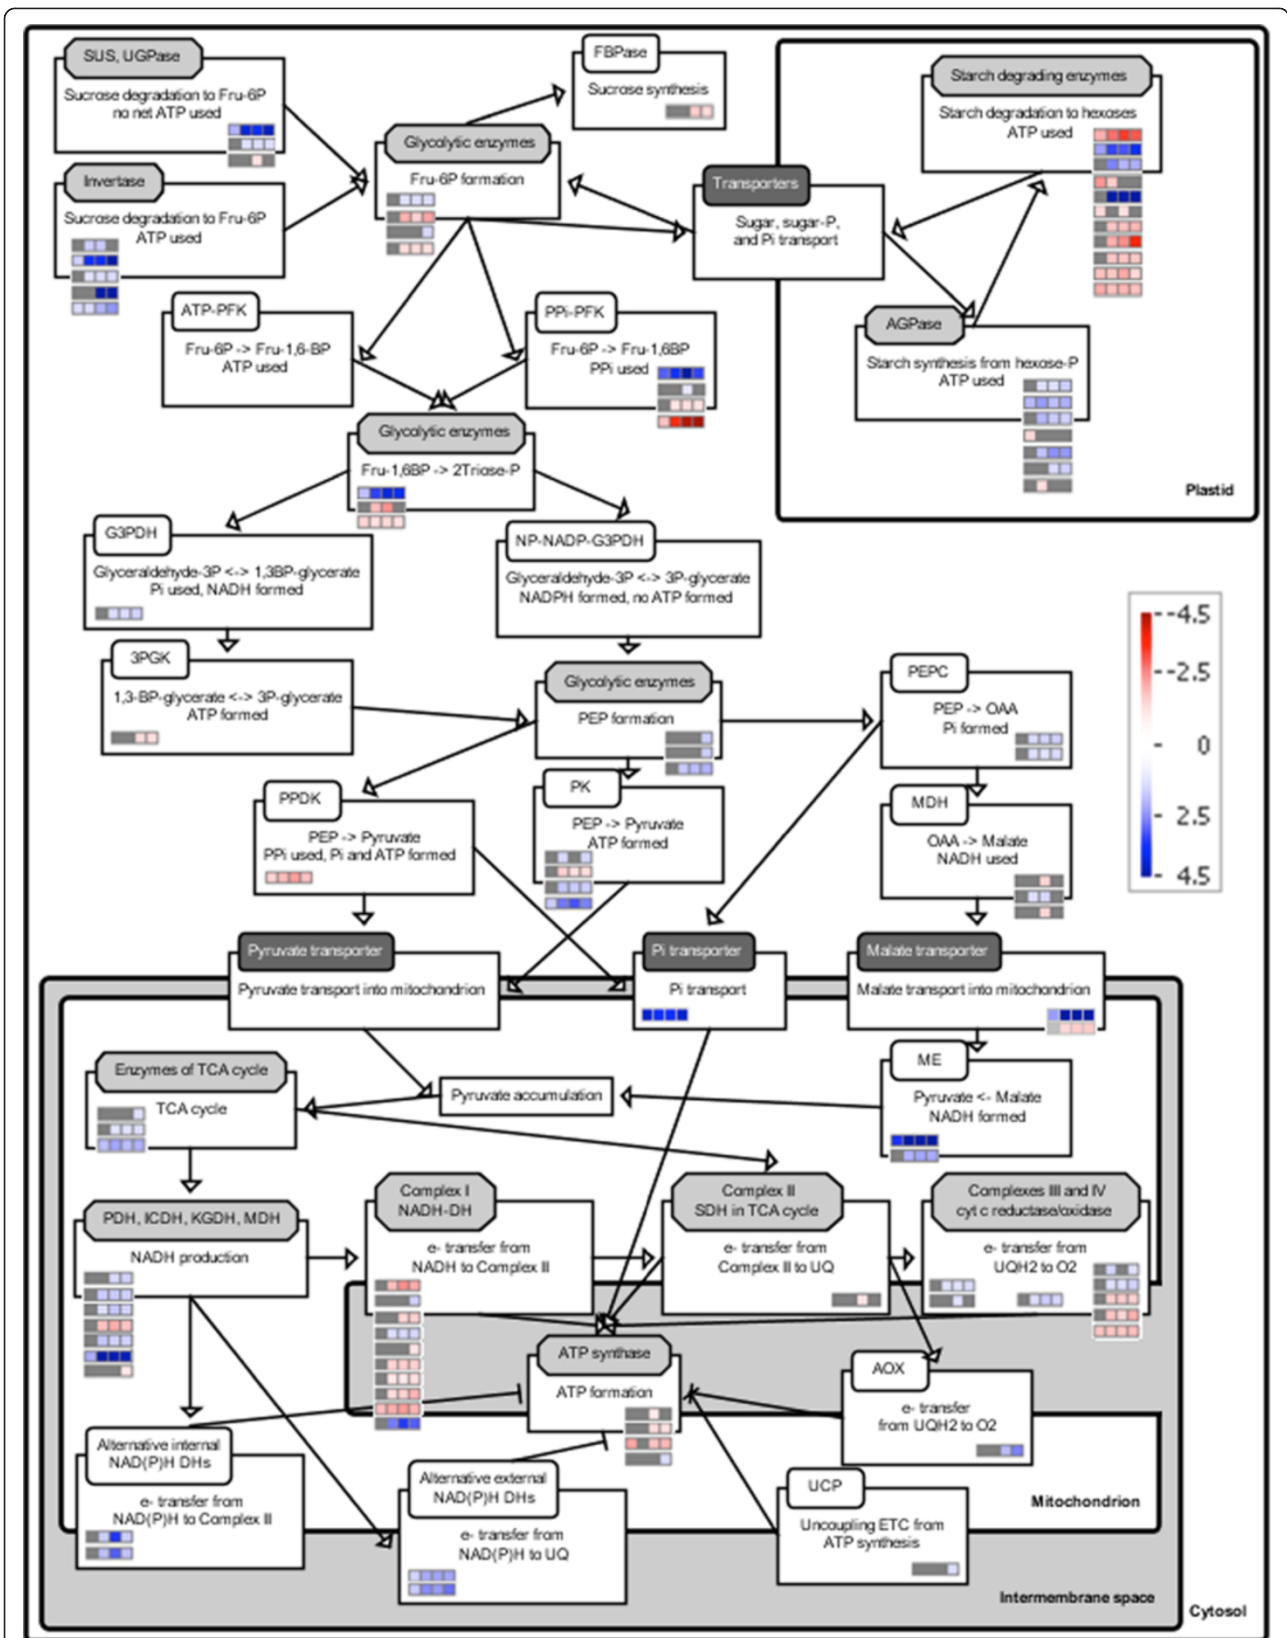 SUS, UGPase
Sucrose degradation to Fru-6P
no net ATP used
FBPase
Sucrose synthesis
Starch degrading enzymes
Starch degradation to hexoses
ATP used
Glycolytic enzymes
Fru-6P formation
Invertase
Sucrose degradation to Fru-6P
ATP used
Transporters
Sugar, sugar-P,
and Pi transport
ATP-PFK
Fru-6P -> Fru-1,6-BP
ATP used
PPi-PFK
Fru-6P -> Fru-1,6BP
PPi used
AGPase
Starch synthesis from hexose-P
ATP used
Plastid
Glycolytic enzymes
Fru-1,6BP -> 2Triose-P
G3PDH
Glyceraldehyde-3P <-> 1,3BP-glycerate
Pi used, NADH formed
NP-NADP-G3PDH
Glyceraldehyde-3P <-> 3P-glycerate
NADPH formed, no ATP formed
--4.5
--2.5
- 0
- 2.5
- 4.5
3PGK
1,3-BP-glycerate <-> 3P-glycerate
ATP formed
Glycolytic enzymes
PEP formation
PEPC
PEP -> OAA
Pi formed
PPDK
PEP -> Pyruvate
PPi used, Pi and ATP formed
PK
PEP -> Pyruvate
ATP formed
MDH
OAA -> Malate
NADH used
Pyruvate transporter
Pyruvate transport into mitochondrion
Pi transporter
Pi transport
Malate transporter
Malate transport into mitochondrion
Enzymes of TCA cycle
TCA cycle
Pyruvate accumulation
ME
Pyruvate <- Malate
NADH formed
PDH, ICDH, KGDH, MDH
NADH production
Complex I
NADH-DH
e- transfer from
NADH to Complex II
Complex II
SDH in TCA cycle
e- transfer from
Complex II to UQ
Complexes III and IV
cyt c reductase/oxidase
e- transfer from
UQH2 to O2
ATP synthase
ATP formation
AOX
e- transfer
from UQH2 to O2
Alternative internal
NAD(P)H DHs
e- transfer from
NAD(P)H to Complex II
Alternative external
NAD(P)H DHs
e- transfer from
NAD(P)H to UQ
UCP
Uncoupling ETC from
ATP synthesis
Mitochondrion
Intermembrane space
Cytosol